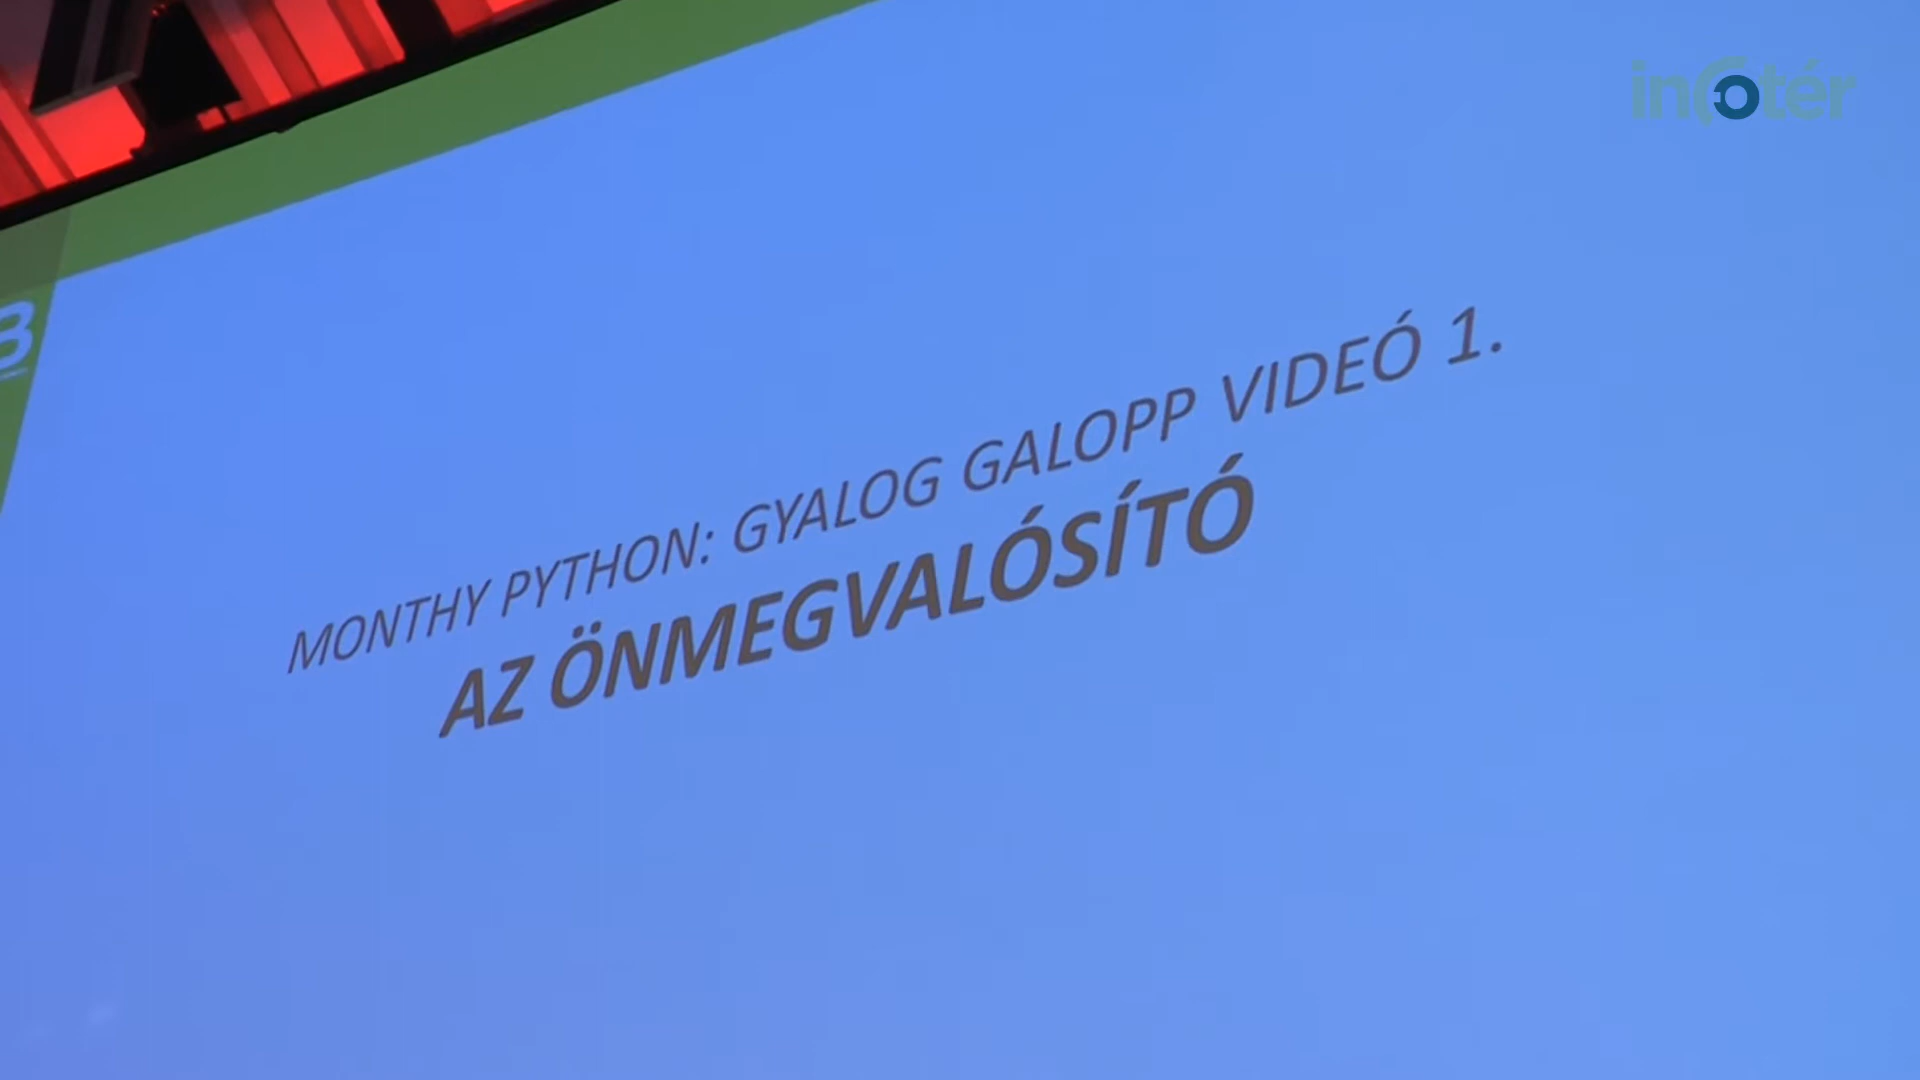 infotér
MONTHY PYTHON: GYALOG GALOPP VIDEÓ 1.
AZ ÖNMEGVALÓSÍTÓ